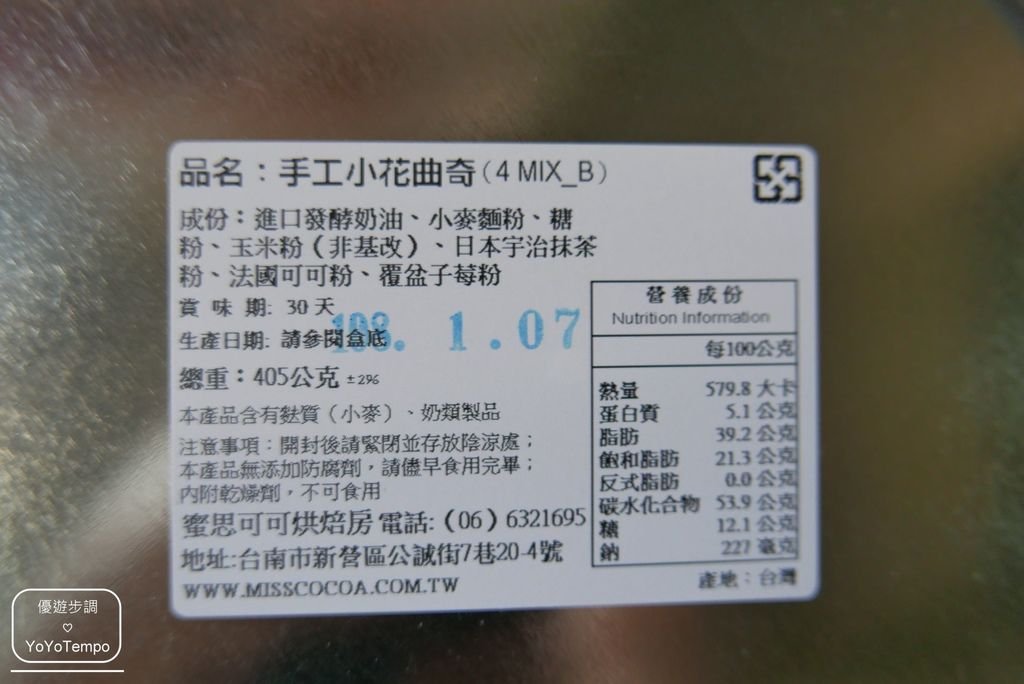 品名：手工小花曲奇(4 MIX_B)
成份：進口發酵奶油、小麥麵粉、糖
粉、玉米粉（非基改）、日本宇治抹茶
粉、法國可可粉、覆盆子莓粉
賞 味 期: 30 天
生產日期: 請參閱盒底
108. 1.07
總重：405公克 ±2%
本產品含有麩質（小麥）、奶類製品
注意事項：開封後請緊閉並存放陰涼處；
本產品無添加防腐劑，請儘早食用完畢；
內附乾燥劑，不可食用
蜜思可可烘焙房 電話:（06）6321695
地址:台南市新營區公誠街7巷20-4號
WWW.MISSCOCOA.COM.TW
營養成份
Nutrition Information
每100公克
熱量 579.8 大卡
蛋白質 5.1 公克
脂肪 39.2 公克
飽和脂肪 21.3 公克
反式脂肪 0.0 公克
碳水化合物 53.9 公克
糖 12.1 公克
鈉 227 毫克
產地：台灣
優遊步調
YoYoTempo